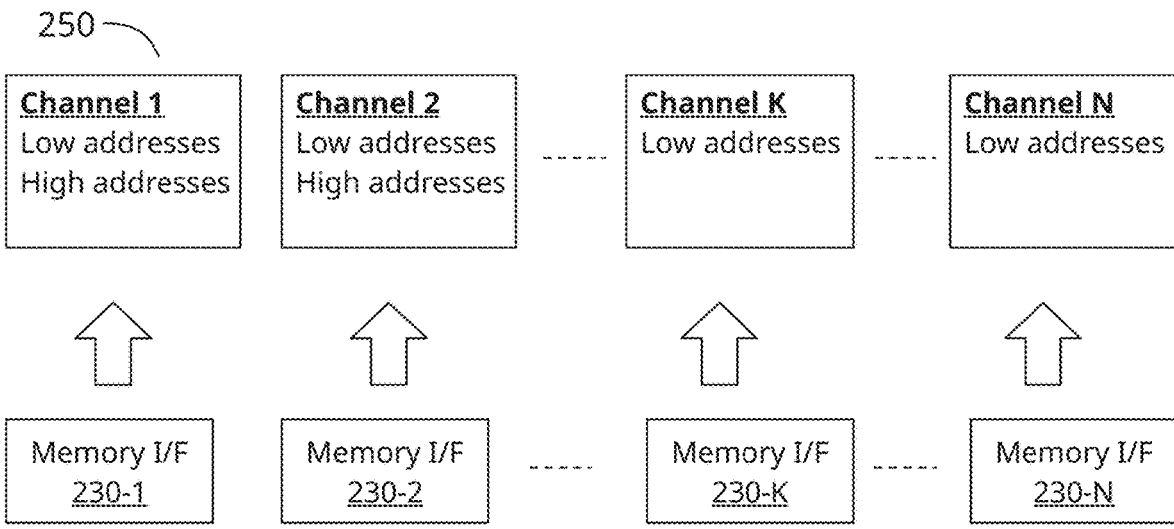 250
Channel 1
Low addresses
High addresses
Channel 2
Low addresses
High addresses
Channel K
Low addresses
Channel N
Low addresses
Memory I/F
230-1
Memory I/F
230-2
Memory I/F
230-K
Memory I/F
230-N